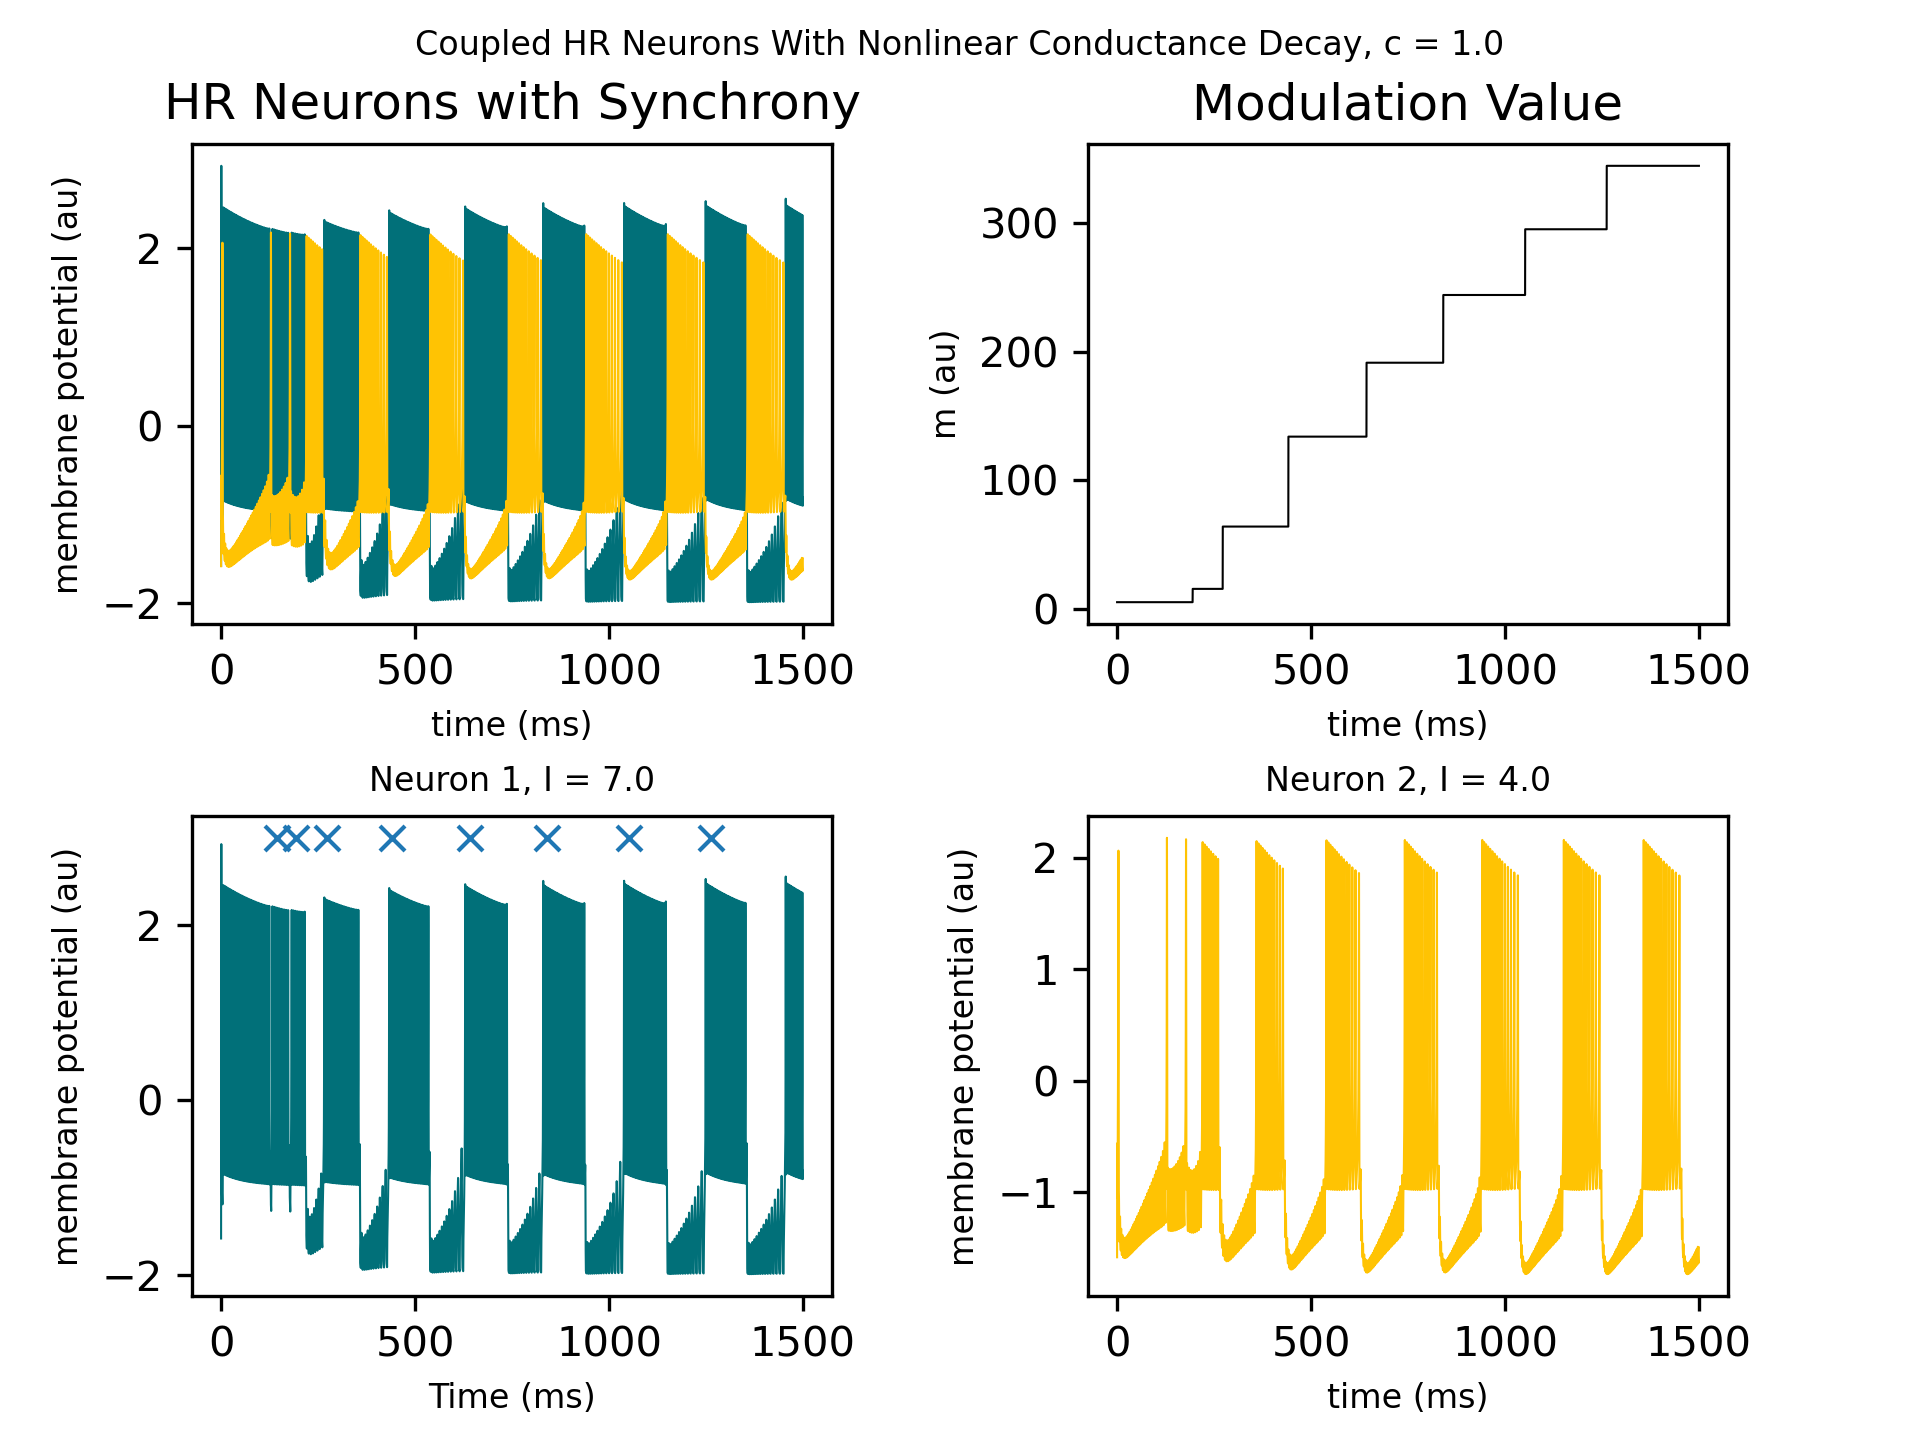 Coupled HR Neurons With Nonlinear Conductance Decay, c = 1.0
HR Neurons with Synchrony
membrane potential (au)
2
0
−2
0 500 1000 1500
time (ms)
Modulation Value
m (au)
300
200
100
0
0 500 1000 1500
time (ms)
Neuron 1, I = 7.0
membrane potential (au)
2
0
−2
0 500 1000 1500
Time (ms)
Neuron 2, I = 4.0
membrane potential (au)
2
1
0
−1
0 500 1000 1500
time (ms)